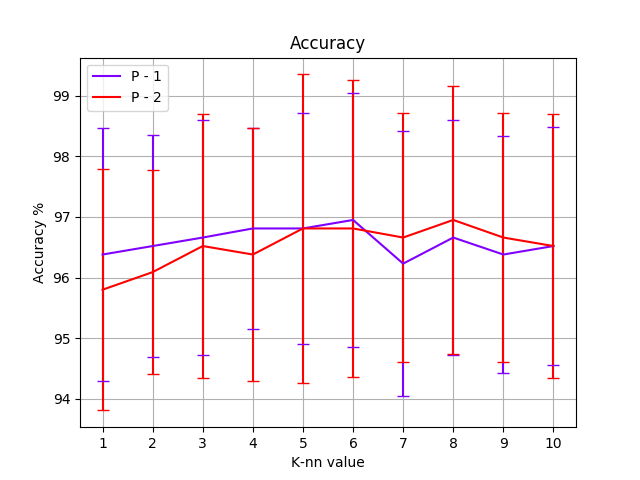 Accuracy
P - 1
P - 2
Accuracy %
99
98
97
96
95
94
1 2 3 4 5 6 7 8 9 10
K-nn value